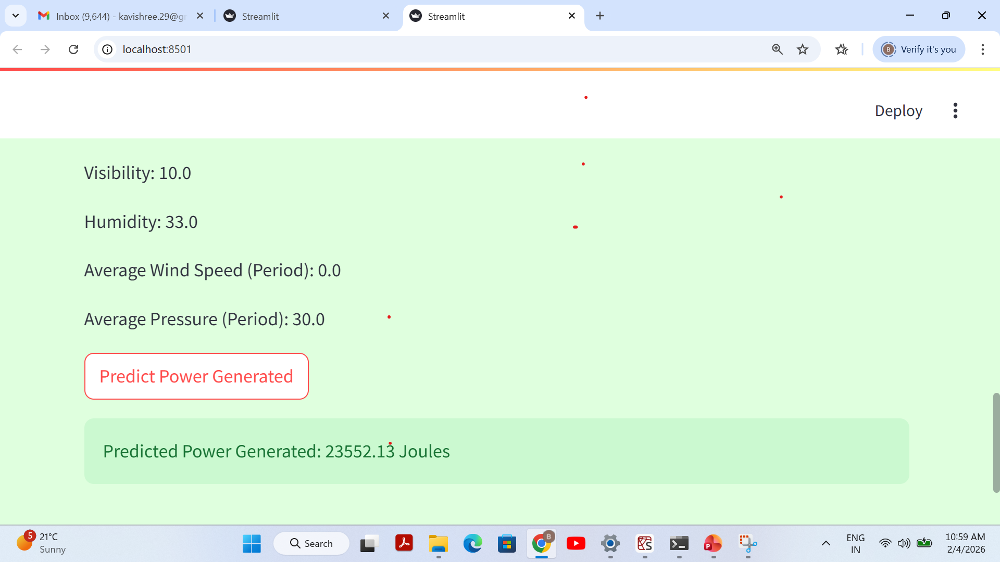 Inbox (9,644) - kavishree.29@g
Streamlit
Streamlit
localhost:8501
B
Verify it's you
Deploy
Visibility: 10.0
Humidity: 33.0
Average Wind Speed (Period): 0.0
Average Pressure (Period): 30.0
Predict Power Generated
Predicted Power Generated: 23552.13 Joules
5
21°C
Sunny
Search
B
P
ENG
IN
10:59 AM
2/4/2026